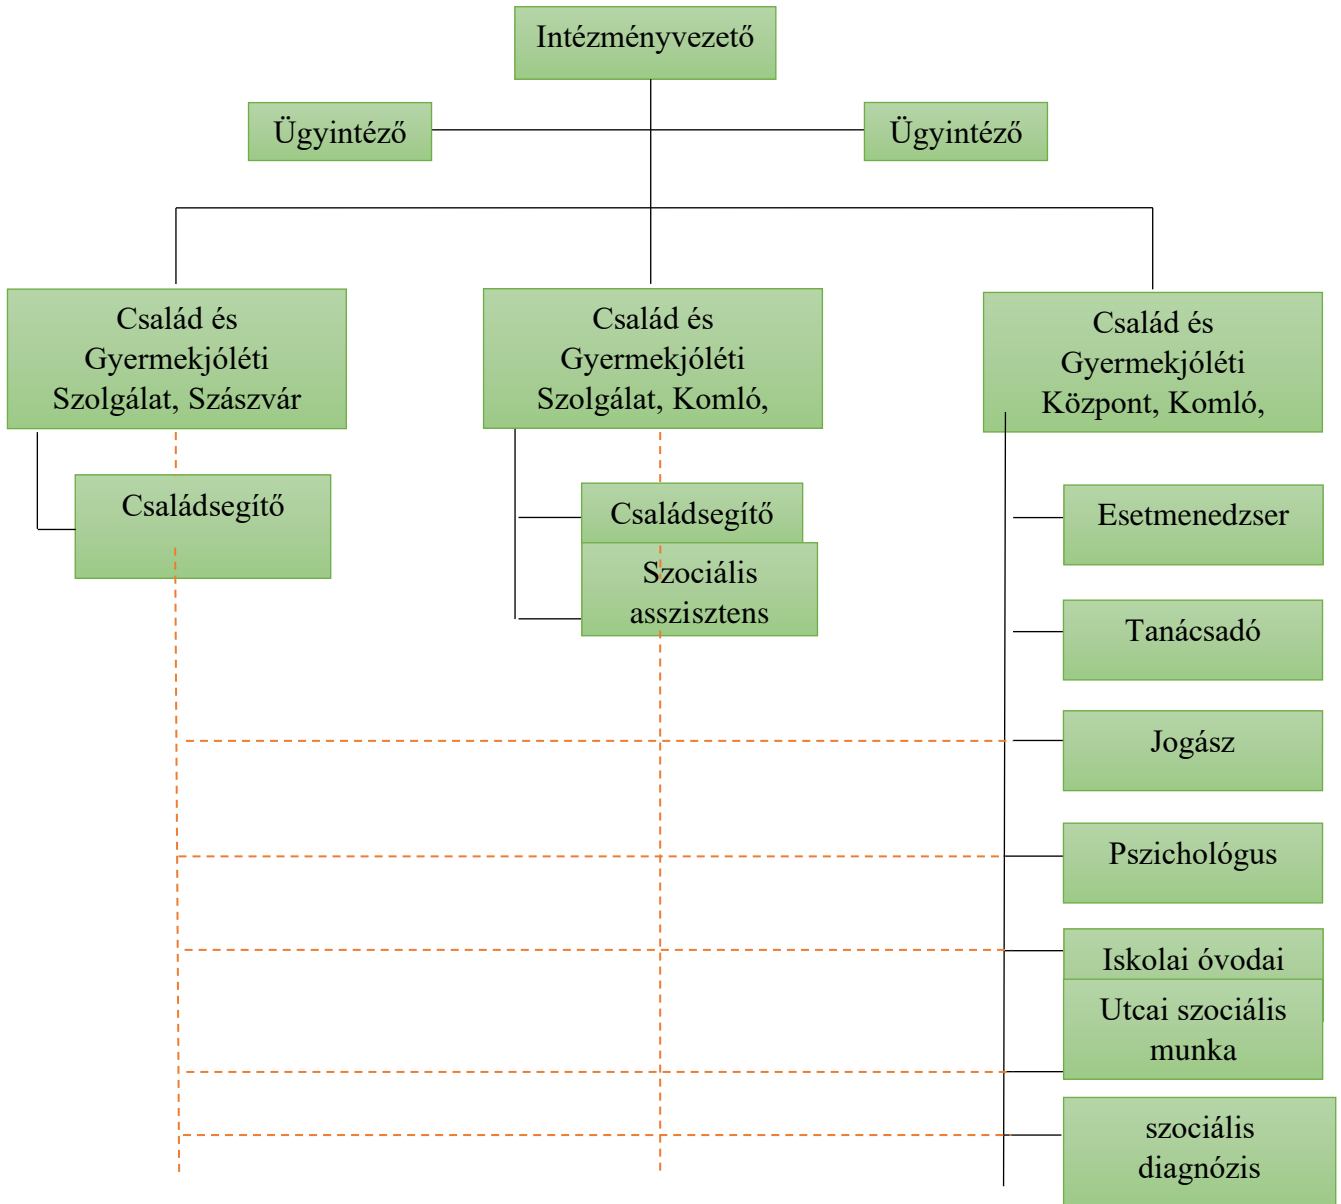 Intézményvezető
Ügyintéző
Ügyintéző
Család és
Gyermekjóléti
Szolgálat, Szászvár
Család és
Gyermekjóléti
Szolgálat, Komló,
Család és
Gyermekjóléti
Központ, Komló,
Családsegítő
Családsegítő
Szociális
asszisztens
Esetmenedzser
Tanácsadó
Jogász
Pszichológus
Iskolai óvodai
Utcai szociális
munka
szociális
diagnózis